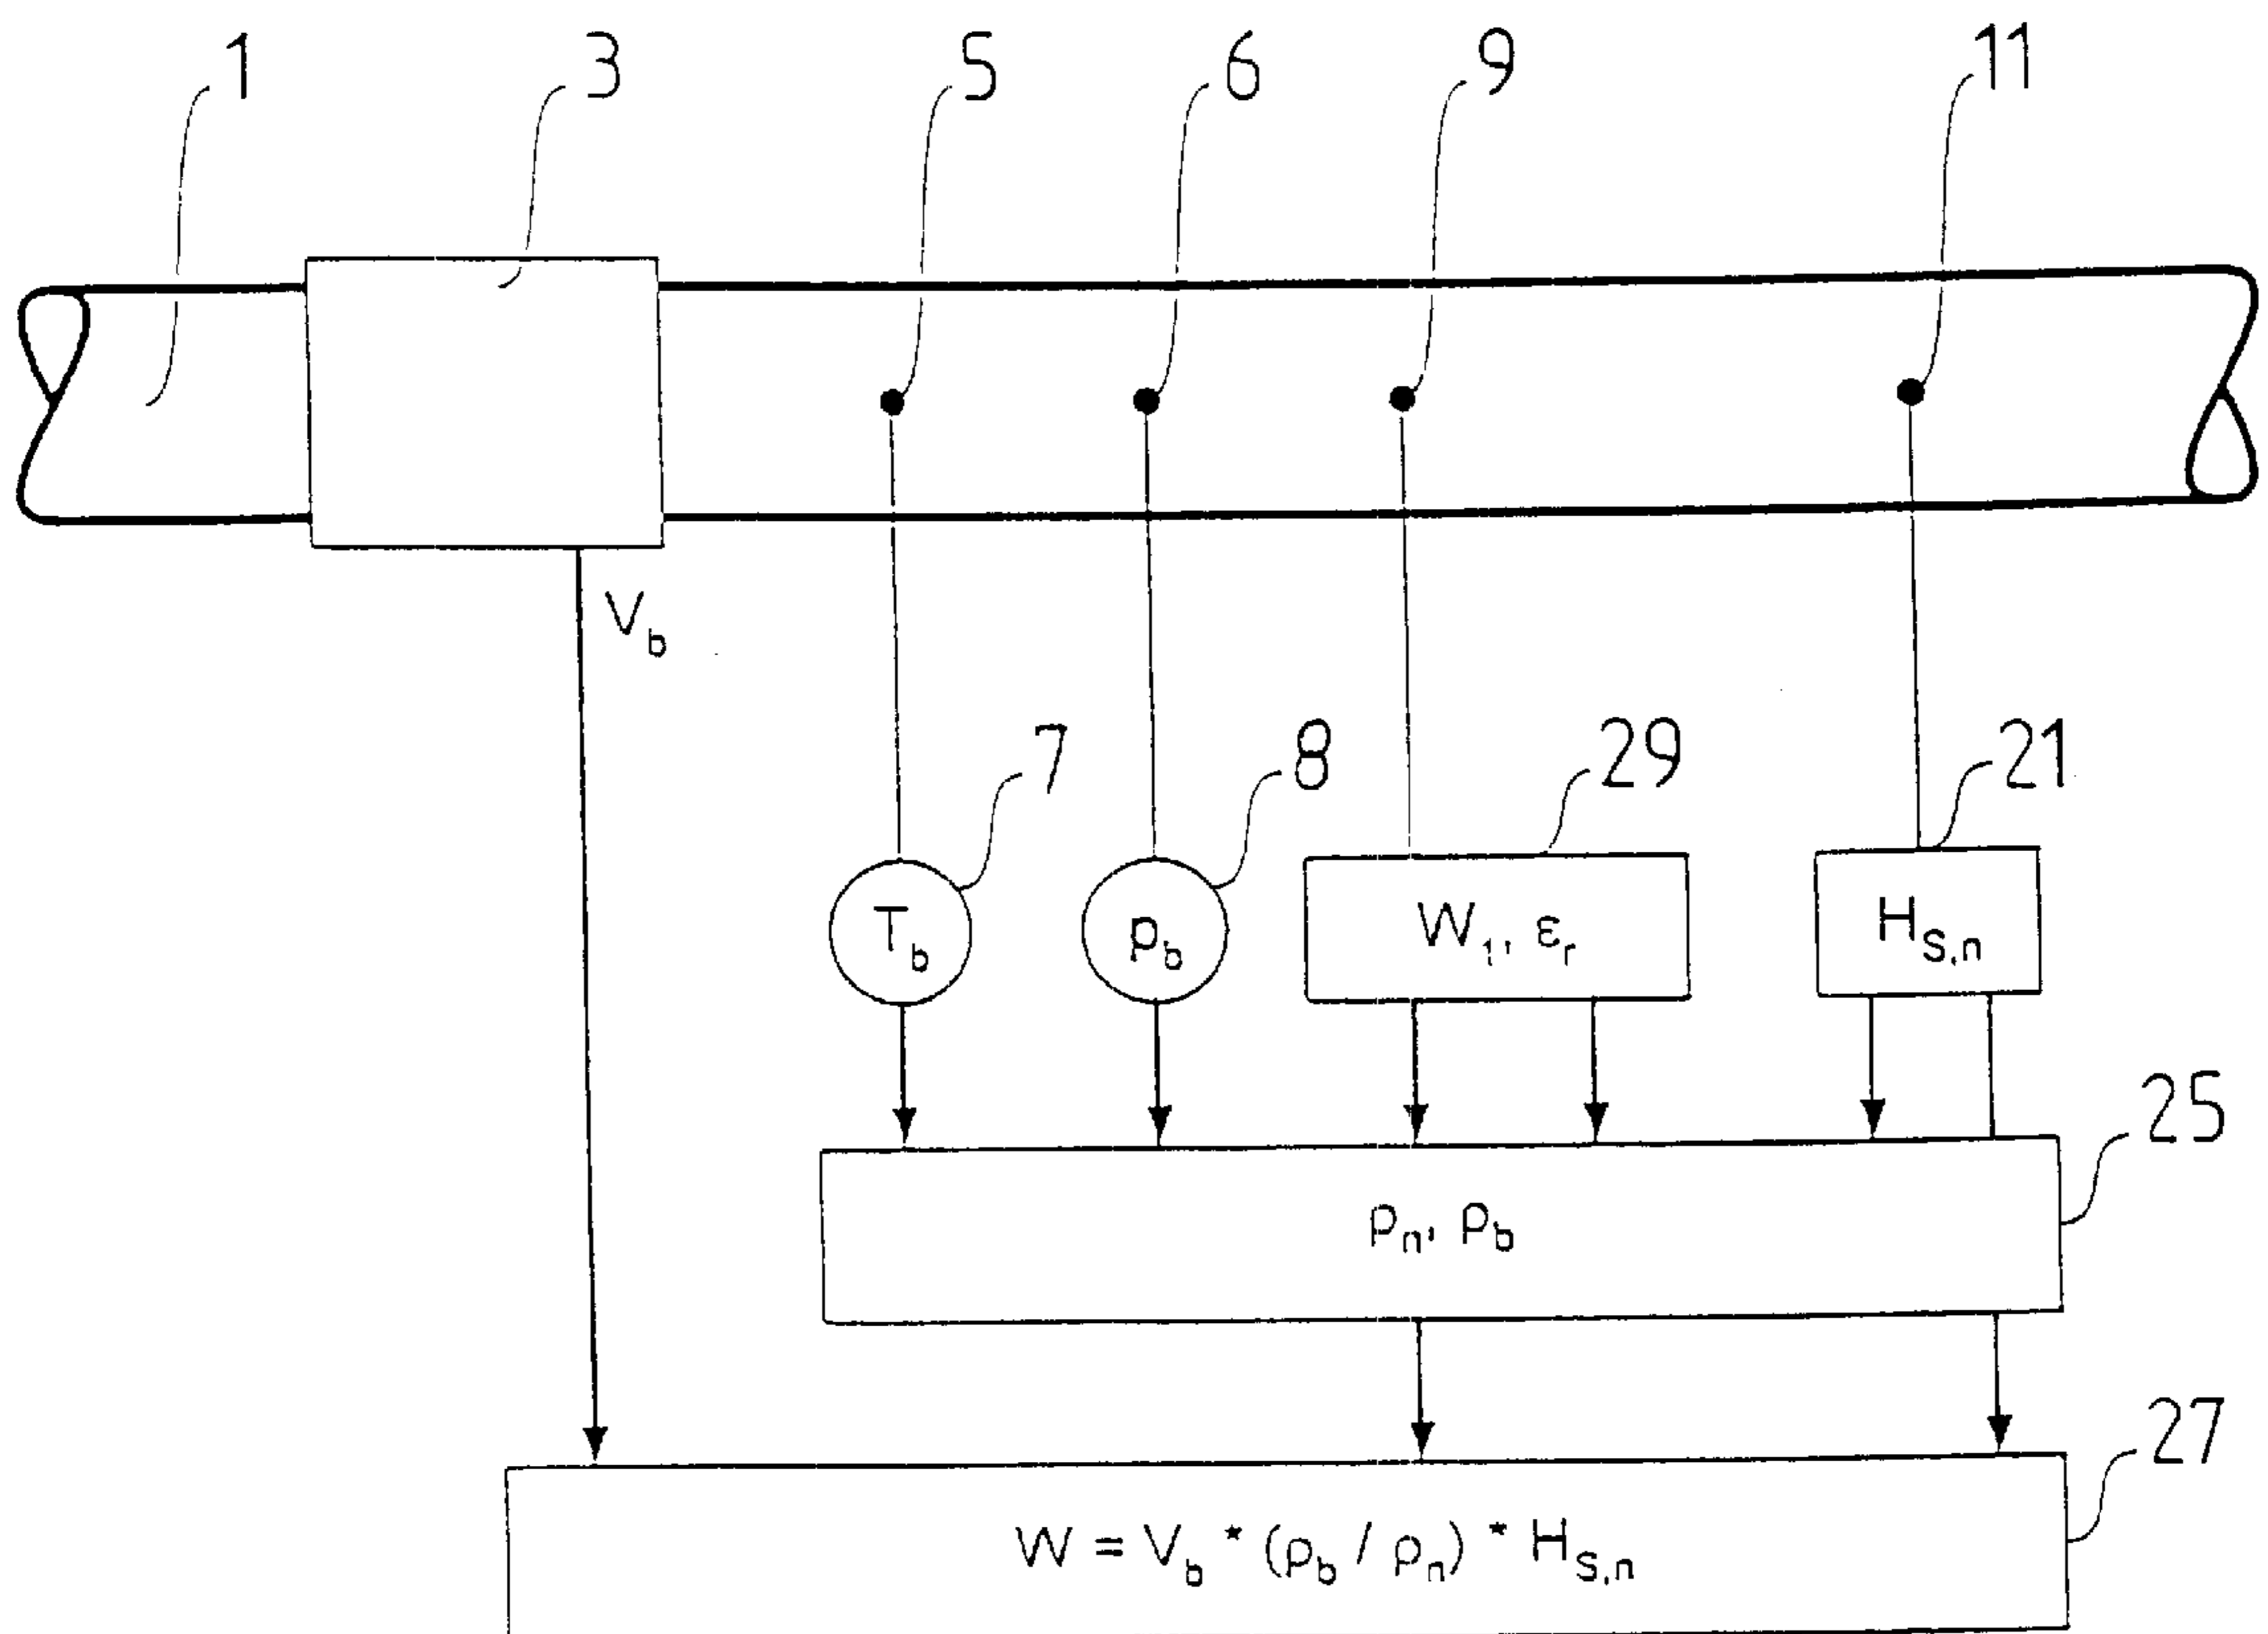 1 3 5 6 9 11
V_b
7 8 29 21
T_b p_b W_1, ε_r H_S,n
25
ρ_n, ρ_b
27
W = V_b * (ρ_b / ρ_n) * H_S,n